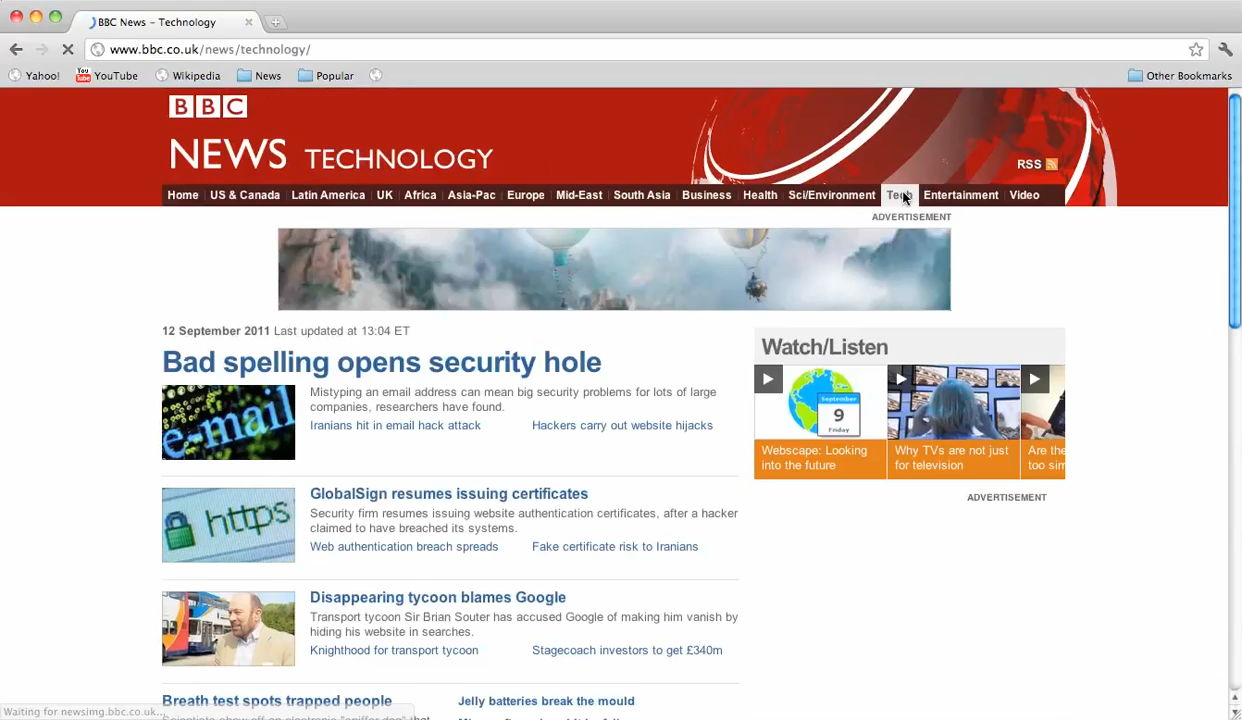 BBC News - Technology
www.bbc.co.uk/news/technology/
Yahoo!
You Tube YouTube
Wikipedia
News
Popular
Other Bookmarks
BBC
NEWS TECHNOLOGY
RSS
Home US & Canada Latin America UK Africa Asia-Pac Europe Mid-East South Asia Business Health Sci/Environment Tech Entertainment Video
ADVERTISEMENT
12 September 2011 Last updated at 13:04 ET
Bad spelling opens security hole
e-mail
Mistyping an email address can mean big security problems for lots of large
companies, researchers have found.
Iranians hit in email hack attack
Hackers carry out website hijacks
https
GlobalSign resumes issuing certificates
Security firm resumes issuing website authentication certificates, after a hacker
claimed to have breached its systems.
Web authentication breach spreads
Fake certificate risk to Iranians
Disappearing tycoon blames Google
Transport tycoon Sir Brian Souter has accused Google of making him vanish by
hiding his website in searches.
Knighthood for transport tycoon
Stagecoach investors to get £340m
Breath test spots trapped people
Jelly batteries break the mould
Watch/Listen
September
9
Friday
Webscape: Looking
into the future
Why TVs are not just
for television
Are the
too sim
ADVERTISEMENT
Waiting for newsimg.bbc.co.uk...